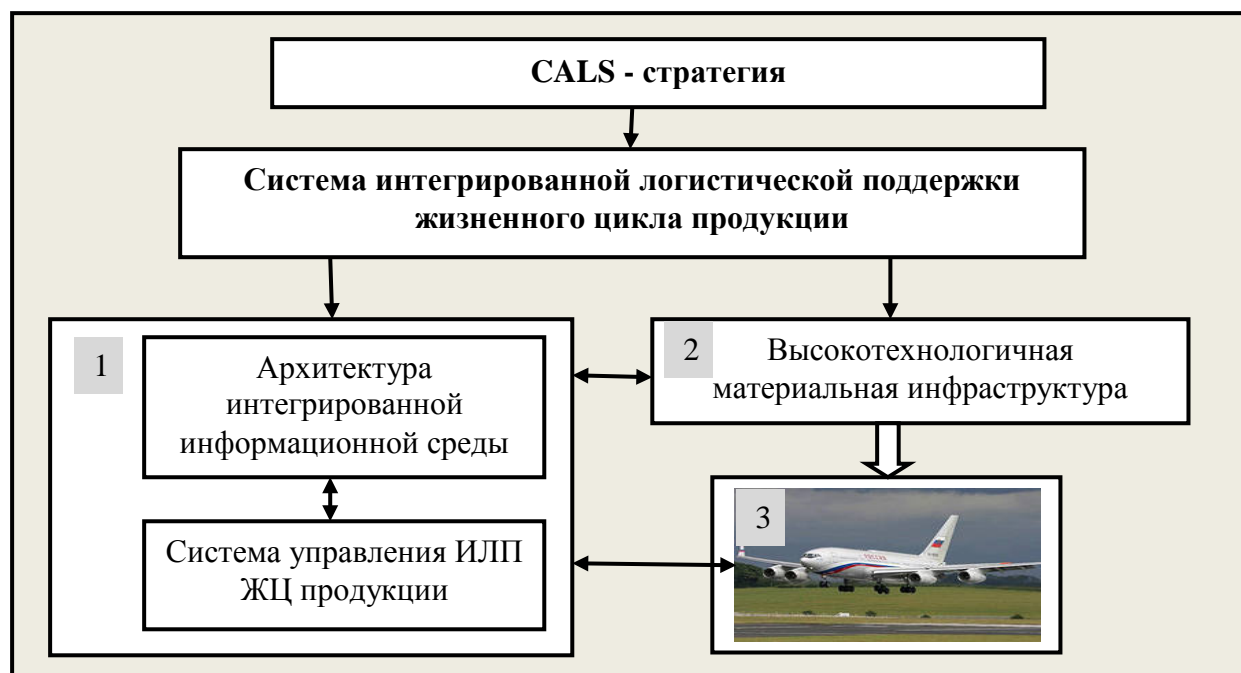 CALS - стратегия
Система интегрированной логистической поддержки
жизненного цикла продукции
1
Архитектура
интегрированной
информационной среды
2
Высокотехнологичная
материальная инфраструктура
Система управления ИЛП
ЖЦ продукции
3
РОССИЯ